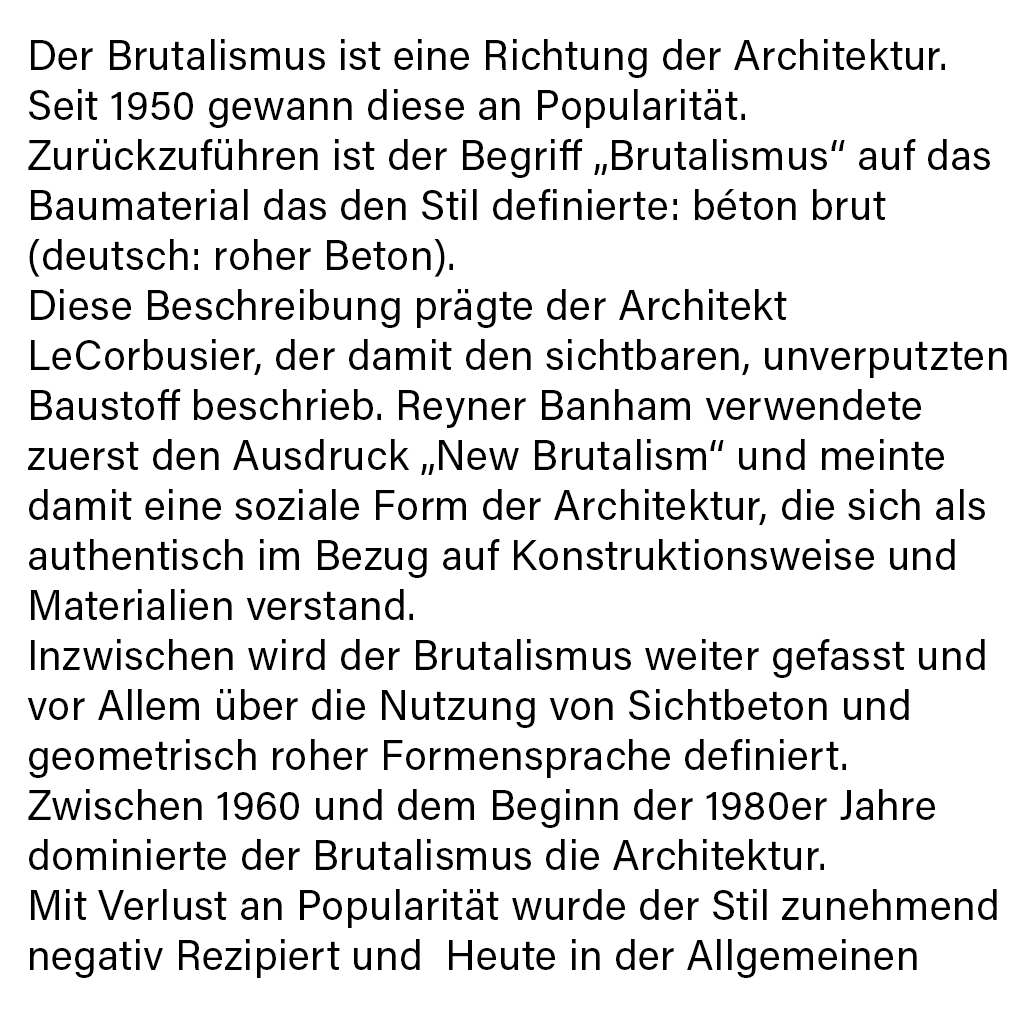 Der Brutalismus ist eine Richtung der Architektur.
Seit 1950 gewann diese an Popularität.
Zurückzuführen ist der Begriff „Brutalismus“ auf das
Baumaterial das den Stil definierte: béton brut
(deutsch: roher Beton).
Diese Beschreibung prägte der Architekt
LeCorbusier, der damit den sichtbaren, unverputzten
Baustoff beschrieb. Reyner Banham verwendete
zuerst den Ausdruck „New Brutalism“ und meinte
damit eine soziale Form der Architektur, die sich als
authentisch im Bezug auf Konstruktionsweise und
Materialien verstand.
Inzwischen wird der Brutalismus weiter gefasst und
vor Allem über die Nutzung von Sichtbeton und
geometrisch roher Formensprache definiert.
Zwischen 1960 und dem Beginn der 1980er Jahre
dominierte der Brutalismus die Architektur.
Mit Verlust an Popularität wurde der Stil zunehmend
negativ Rezipiert und  Heute in der Allgemeinen